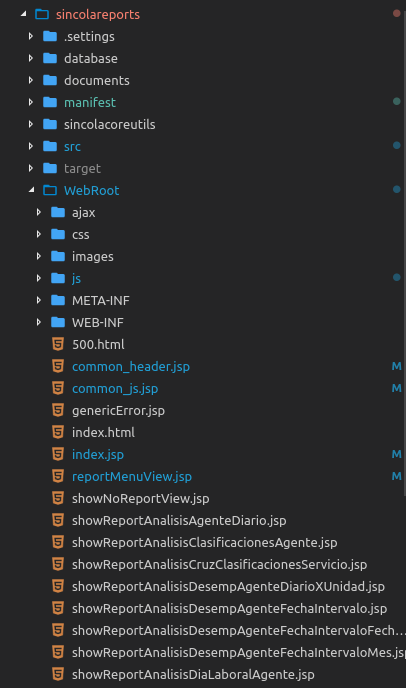 sincolareports
.settings
database
documents
manifest
sincolacoreutils
src
target
WebRoot
ajax
css
images
js
META-INF
WEB-INF
500.html
common_header.jsp M
common_js.jsp M
genericError.jsp
index.html
index.jsp M
reportMenuView.jsp M
showNoReportView.jsp
showReportAnalisisAgenteDiario.jsp
showReportAnalisisClasificacionesAgente.jsp
showReportAnalisisCruzClasificacionesServicio.jsp
showReportAnalisisDesempAgenteDiarioXUnidad.jsp
showReportAnalisisDesempAgenteFechaIntervalo.jsp
showReportAnalisisDesempAgenteFechaIntervaloFech...
showReportAnalisisDesempAgenteFechaIntervaloMes.jsp
showReportAnalisisDiaLaboralAgente.jsp